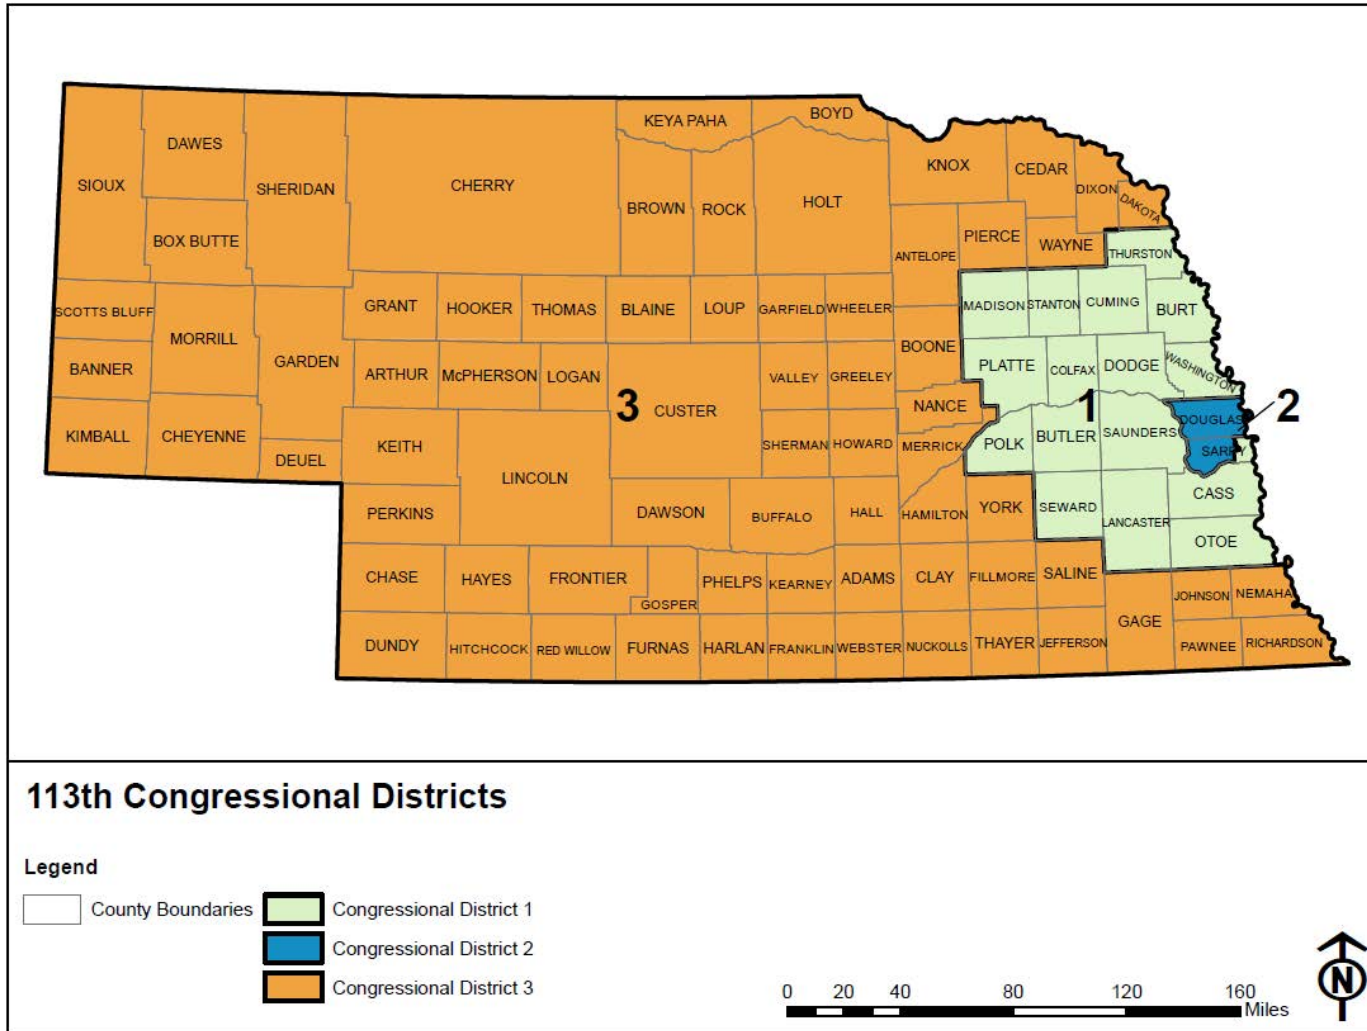 BOYD
KEYA PAHA
DAWES
KNOX
CEDAR
SIOUX
SHERIDAN
CHERRY
DIXON
DAKOTA
BROWN
ROCK
HOLT
BOX BUTTE
PIERCE
WAYNE
ANTELOPE
THURSTON
GRANT
HOOKER
THOMAS
BLAINE
LOUP
GARFIELD
WHEELER
MADISON
STANTON
CUMING
BURT
SCOTTS BLUFF
MORRILL
GARDEN
BOONE
PLATTE
COLFAX
DODGE
WASHINGTON
BANNER
ARTHUR
McPHERSON
LOGAN
VALLEY
GREELEY
3
CUSTER
NANCE
1
2
DOUGLAS
KIMBALL
CHEYENNE
KEITH
SHERMAN
HOWARD
MERRICK
POLK
BUTLER
SAUNDERS
SARPY
DEUEL
LINCOLN
CASS
PERKINS
DAWSON
BUFFALO
HALL
HAMILTON
YORK
SEWARD
LANCASTER
OTOE
CHASE
HAYES
FRONTIER
GOSPER
PHELPS
KEARNEY
ADAMS
CLAY
FILLMORE
SALINE
JOHNSON
NEMAHA
GAGE
DUNDY
HITCHCOCK
RED WILLOW
FURNAS
HARLAN
FRANKLIN
WEBSTER
NUCKOLLS
THAYER
JEFFERSON
PAWNEE
RICHARDSON
113th Congressional Districts
Legend
County Boundaries
Congressional District 1
Congressional District 2
Congressional District 3
0 20 40 80 120 160
Miles
N